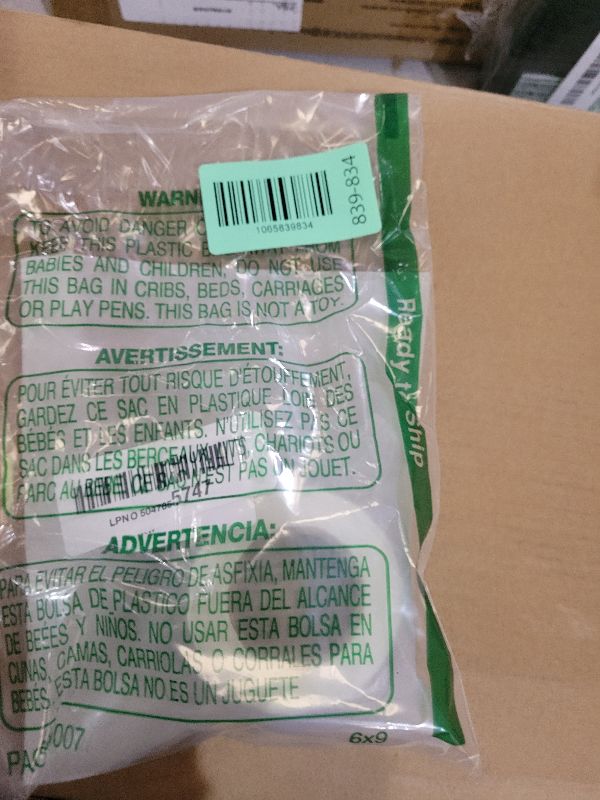 WARN
1005839834
839-834
TO AVOID DANGER
KEEP THIS PLASTIC FROM
BABIES AND CHILDREN. DO NOT USE
THIS BAG IN CRIBS, BEDS, CARRIAGES
OR PLAY PENS. THIS BAG IS NOT A TOY.
Ready to Ship
AVERTISSEMENT:
POUR ÉVITER TOUT RISQUE D'ÉTOUFFEMENT,
GARDEZ CE SAC EN PLASTIQUE LOIN DES
BÉBÉS ET LES ENFANTS. N'UTILISEZ PAS CE
SAC DANS LES BERCEAUX, CHARIOTS OU
PARC PAS UN JOUET.
5747
ADVERTENCIA:
PARA EVITAR EL PELIGRO DE ASFIXIA, MANTENGA
ESTA BOLSA DE PLASTICO FUERA DEL ALCANCE
DE BEBES Y NINOS. NO USAR ESTA BOLSA EN
CUNAS, CAMAS, CARRIOLAS O CORRALES PARA
BEBES, ESTA BOLSA NO ES UN JUGUETE
6x9